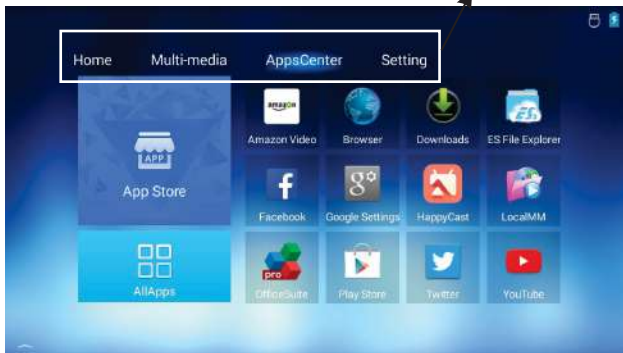 Home Multi-media AppsCenter Setting
amazon
Amazon Video Browser Downloads ES File Explorer
APP
App Store
Facebook Google Settings HappyCast LocalMM
pro
AllApps OfficeSuite Play Store Twitter YouTube